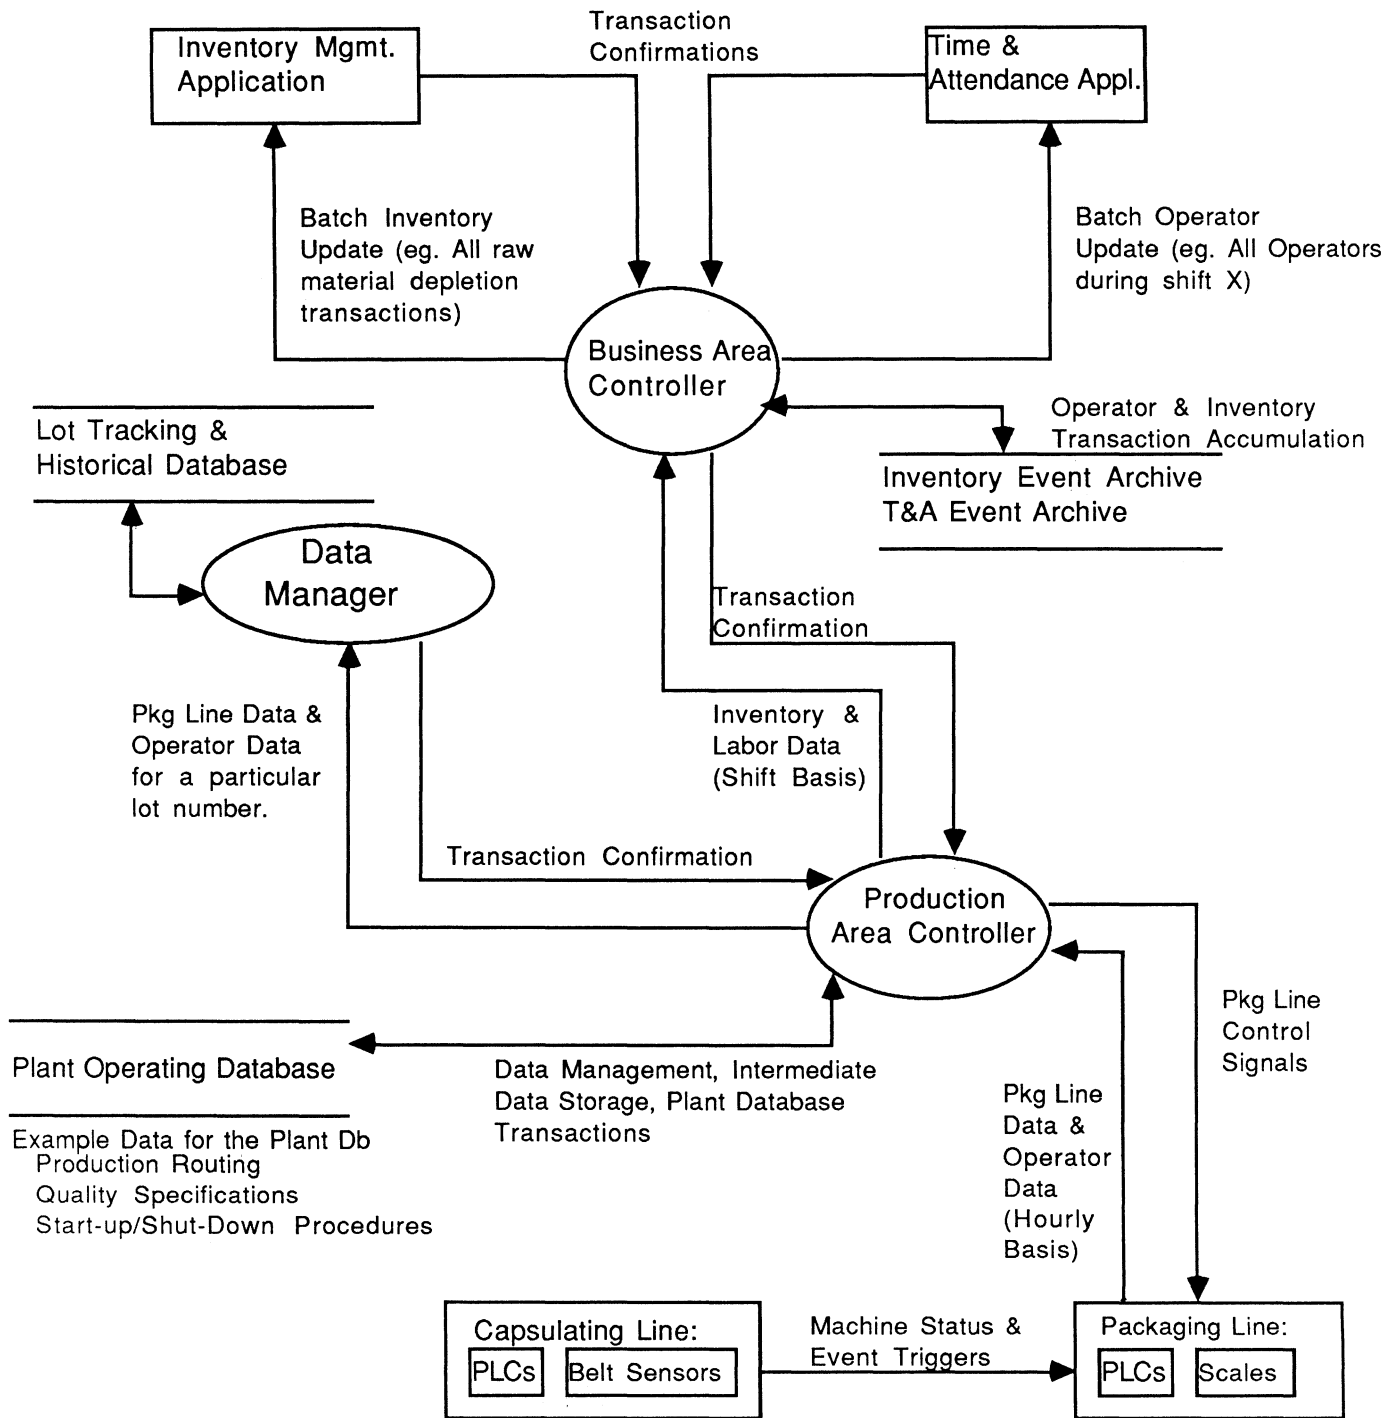 Transaction
Confirmations
Inventory Mgmt.
Application
Time &
Attendance Appl.
Batch Inventory
Update (eg. All raw
material depletion
transactions)
Batch Operator
Update (eg. All Operators
during shift X)
Business Area
Controller
Lot Tracking &
Historical Database
Operator & Inventory
Transaction Accumulation
Inventory Event Archive
T&A Event Archive
Data
Manager
Transaction
Confirmation
Pkg Line Data &
Operator Data
for a particular
lot number.
Inventory &
Labor Data
(Shift Basis)
Transaction Confirmation
Production
Area Controller
Pkg Line
Control
Signals
Plant Operating Database
Data Management, Intermediate
Data Storage, Plant Database
Transactions
Pkg Line
Data &
Operator
Data
(Hourly
Basis)
Example Data for the Plant Db
Production Routing
Quality Specifications
Start-up/Shut-Down Procedures
Capsulating Line:
PLCs
Belt Sensors
Machine Status &
Event Triggers
Packaging Line:
PLCs
Scales